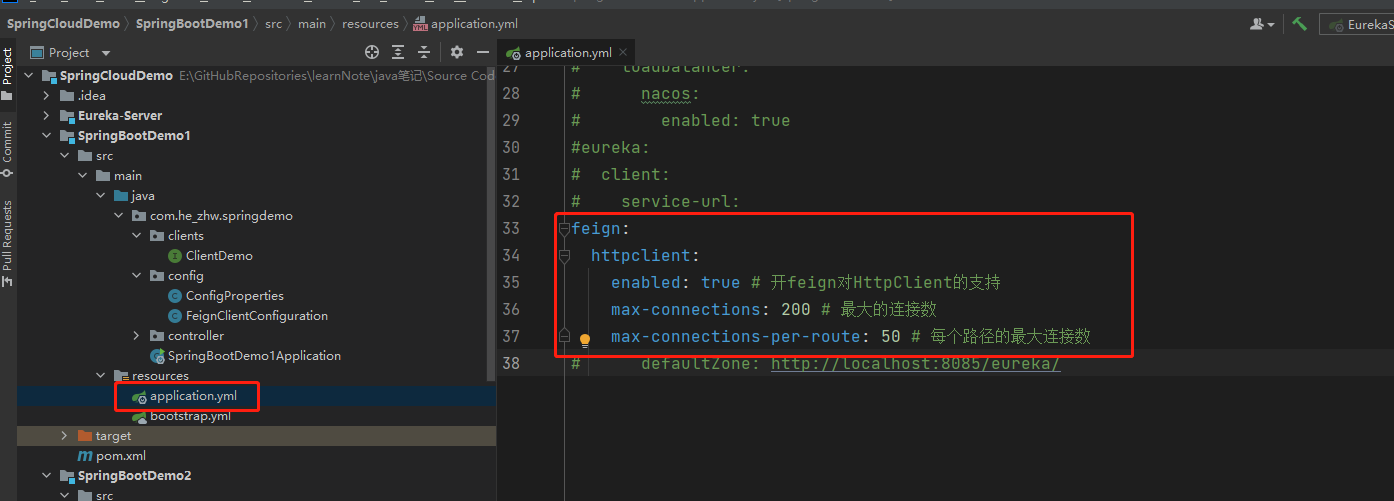 SpringCloudDemo SpringBootDemo1 src main resources application.yml
EurekaS
Project
application.yml
Project
Commit
Pull Requests
SpringCloudDemo E:\GitHubRepositories\learnNote\java笔记\Source Cod
.idea
Eureka-Server
SpringBootDemo1
src
main
java
com.he_zhw.springdemo
clients
ClientDemo
config
ConfigProperties
FeignClientConfiguration
controller
SpringBootDemo1Application
resources
application.yml
bootstrap.yml
target
pom.xml
SpringBootDemo2
src
27 # loadbalancer:
28 # nacos:
29 # enabled: true
30 #eureka:
31 # client:
32 # service-url:
33 feign:
34 httpclient:
35 enabled: true # 开feign对HttpClient的支持
36 max-connections: 200 # 最大的连接数
37 max-connections-per-route: 50 # 每个路径的最大连接数
38 # defaultZone: http://localhost:8085/eureka/